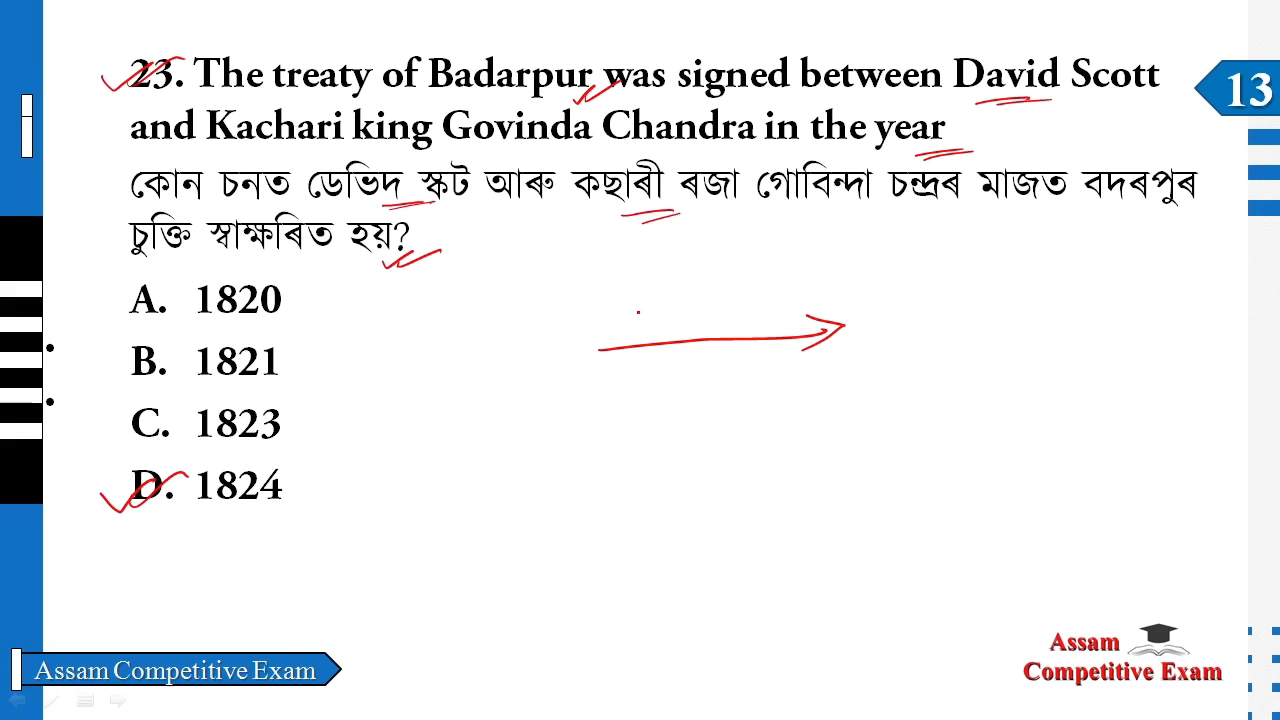 23. The treaty of Badarpur was signed between David Scott
and Kachari king Govinda Chandra in the year
কোন চনত ডেভিদ স্কট আৰু কছাৰী ৰজা গোবিন্দা চন্দ্ৰৰ মাজত বদৰপুৰ
চুক্তি স্বাক্ষৰিত হয়?
A. 1820
B. 1821
C. 1823
D. 1824
13
Assam Competitive Exam
Assam
Competitive Exam